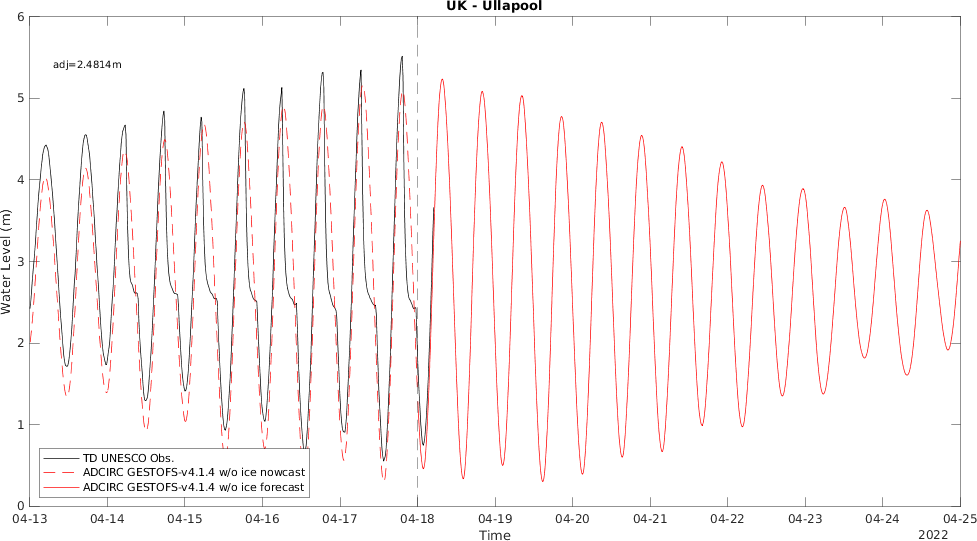 UK - Ullapool
6
adj=2.4814m
5
4
3
2
1
0
Water Level (m)
TD UNESCO Obs.
ADCIRC GESTOFS-v4.1.4 w/o ice nowcast
ADCIRC GESTOFS-v4.1.4 w/o ice forecast
04-13 04-14 04-15 04-16 04-17 04-18 04-19 04-20 04-21 04-22 04-23 04-24 04-25
Time
2022